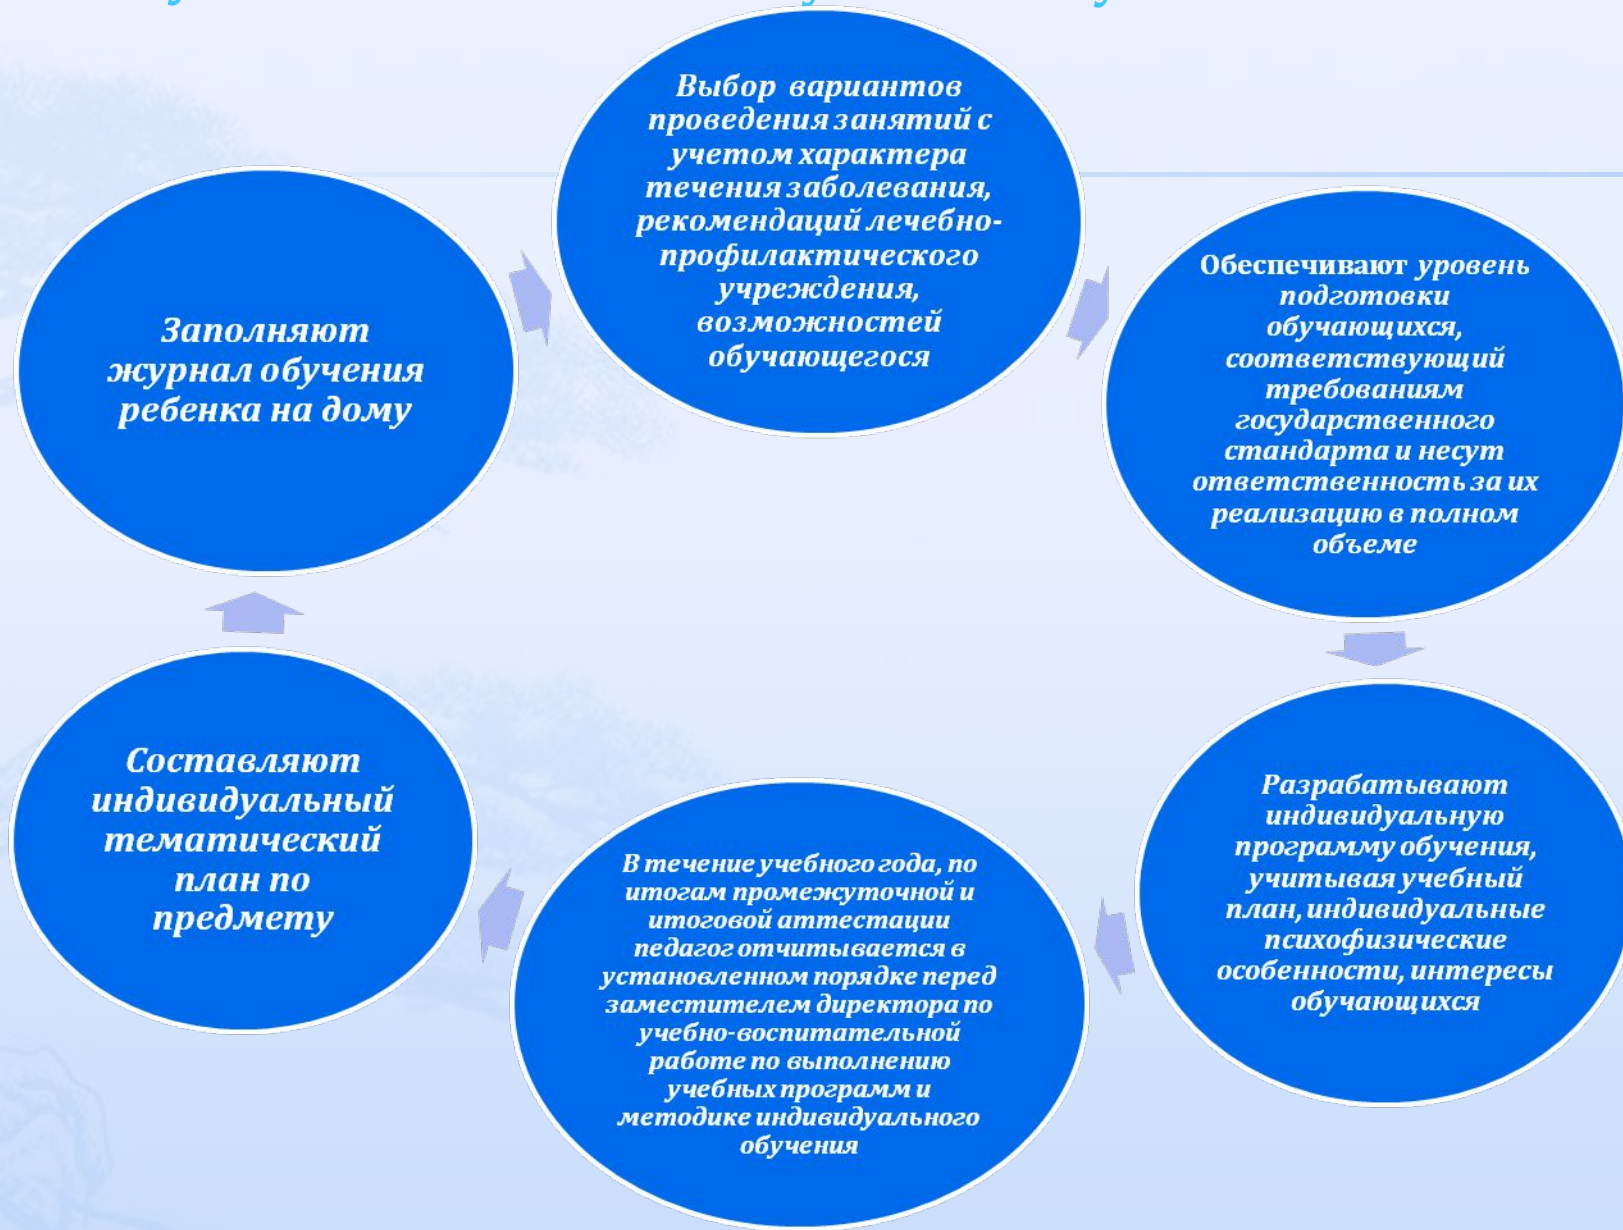 Выбор вариантов
проведения занятий с
учетом характера
течения заболевания,
рекомендаций лечебно-
профилактического
учреждения,
возможностей
обучающегося
Обеспечивают уровень
подготовки
обучающихся,
соответствующий
требованиям
государственного
стандарта и несут
ответственность за их
реализацию в полном
объеме
Разрабатывают
индивидуальную
программу обучения,
учитывая учебный
план, индивидуальные
психофизические
особенности, интересы
обучающихся
В течение учебного года, по
итогам промежуточной и
итоговой аттестации
педагог отчитывается в
установленном порядке перед
заместителем директора по
учебно-воспитательной
работе по выполнению
учебных программ и
методике индивидуального
обучения
Составляют
индивидуальный
тематический
план по
предмету
Заполняют
журнал обучения
ребенка на дому